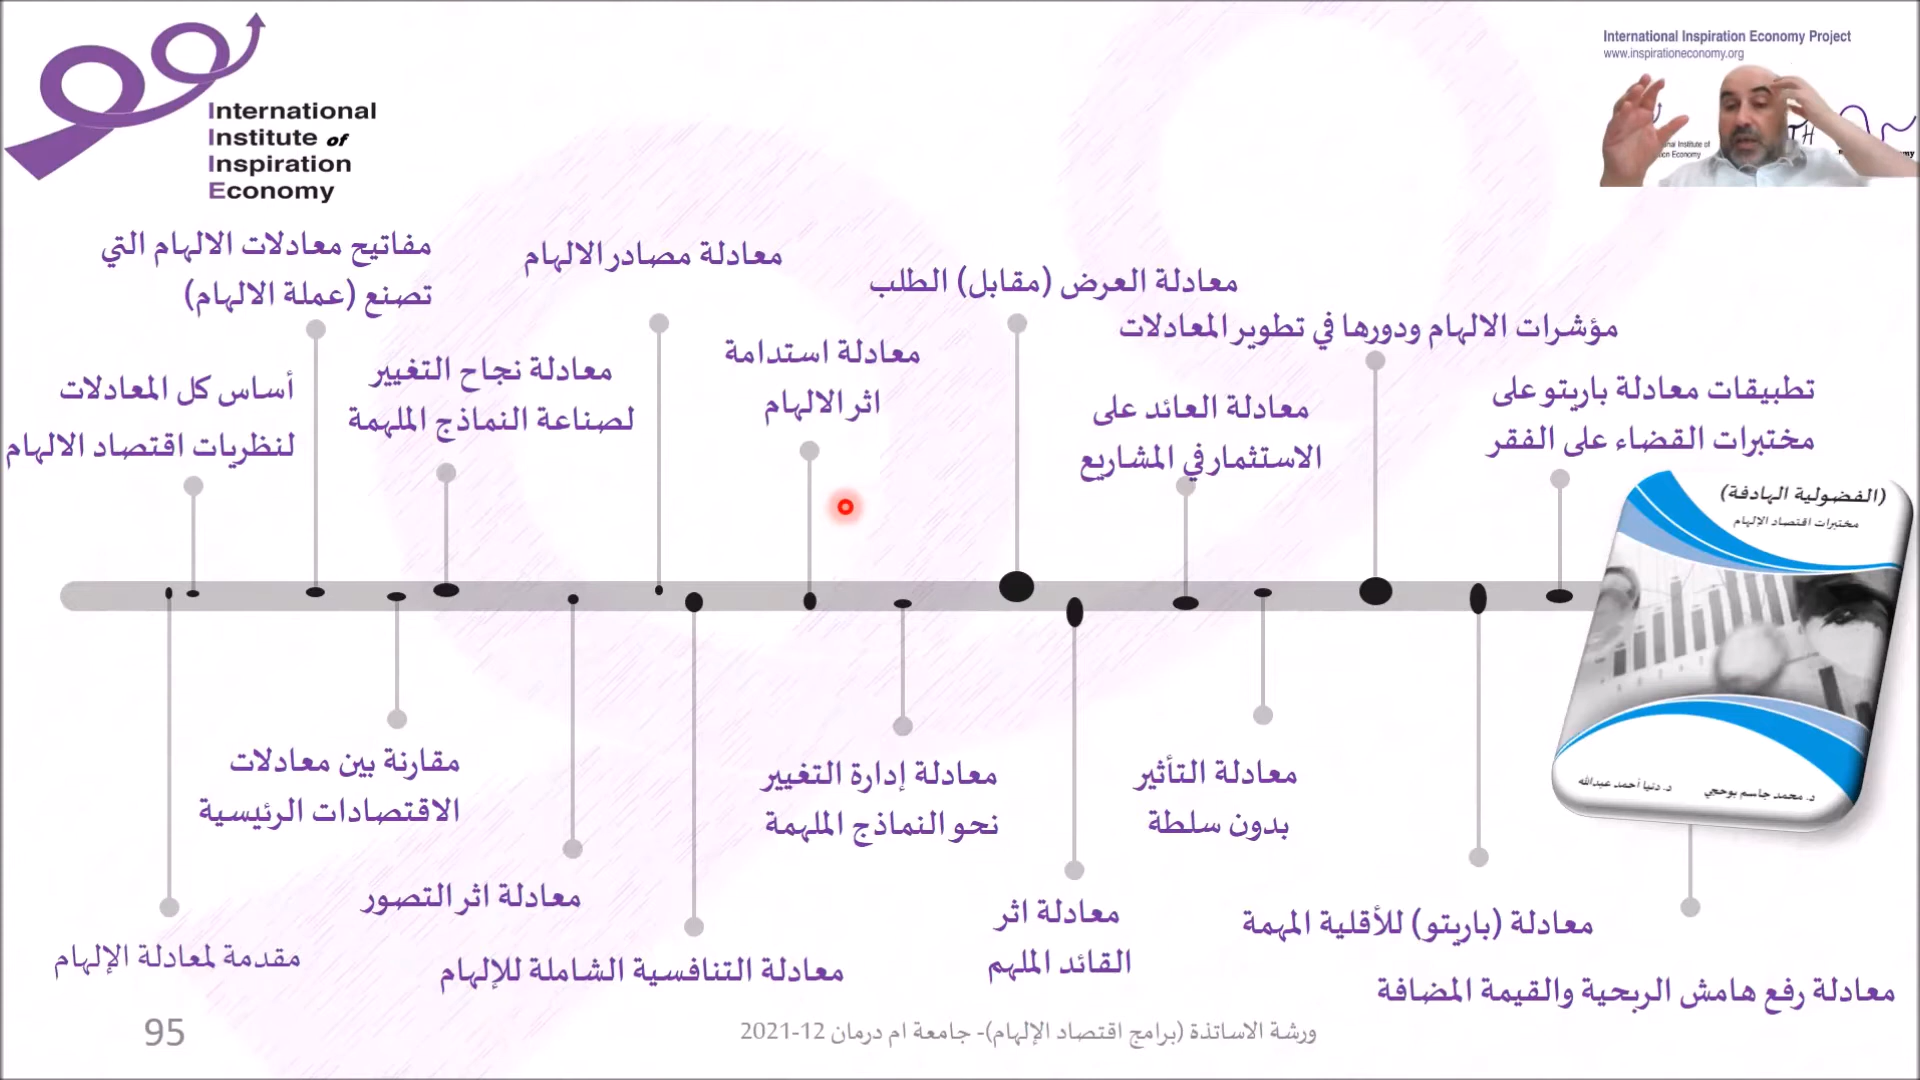 International
Institute of
Inspiration
Economy
International Inspiration Economy Project
www.inspirationeconomy.org
مفاتيح معادلات الالهام التي
تصنع (عملة الالهام)
معادلة مصادر الالهام
معادلة العرض (مقابل) الطلب
مؤشرات الالهام ودورها في تطوير المعادلات
أساس كل المعادلات
لنظريات اقتصاد الالهام
معادلة نجاح التغيير
لصناعة النماذج الملهمة
معادلة استدامة
اثر الالهام
معادلة العائد على
الاستثمار في المشاريع
تطبيقات معادلة باريتو على
مختبرات القضاء على الفقر
(الفضولية الهادفة)
مختبرات اقتصاد الإلهام
د. محمد جاسم بوحجي
د. دنيا أحمد عبدالله
مقارنة بين معادلات
الاقتصادات الرئيسية
معادلة إدارة التغيير
نحو النماذج الملهمة
معادلة التأثير
بدون سلطة
معادلة اثر التصور
معادلة اثر
القائد الملهم
معادلة (باريتو) للأقلية المهمة
مقدمة لمعادلة الإلهام
معادلة التنافسية الشاملة للإلهام
معادلة رفع هامش الربحية والقيمة المضافة
95
ورشة الاساتذة (برامج اقتصاد الإلهام)- جامعة ام درمان 12-2021